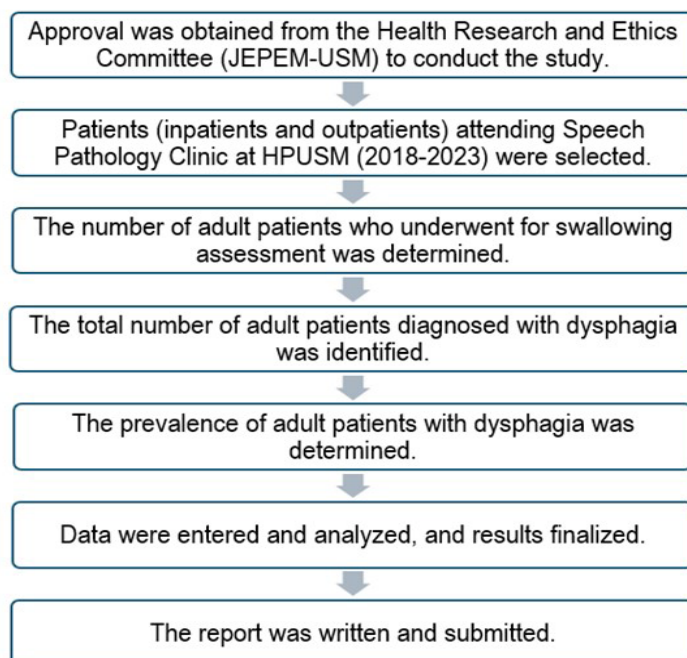 Approval was obtained from the Health Research and Ethics
Committee (JEPEM-USM) to conduct the study.
Patients (inpatients and outpatients) attending Speech
Pathology Clinic at HPUSM (2018-2023) were selected.
The number of adult patients who underwent for swallowing
assessment was determined.
The total number of adult patients diagnosed with dysphagia
was identified.
The prevalence of adult patients with dysphagia was
determined.
Data were entered and analyzed, and results finalized.
The report was written and submitted.